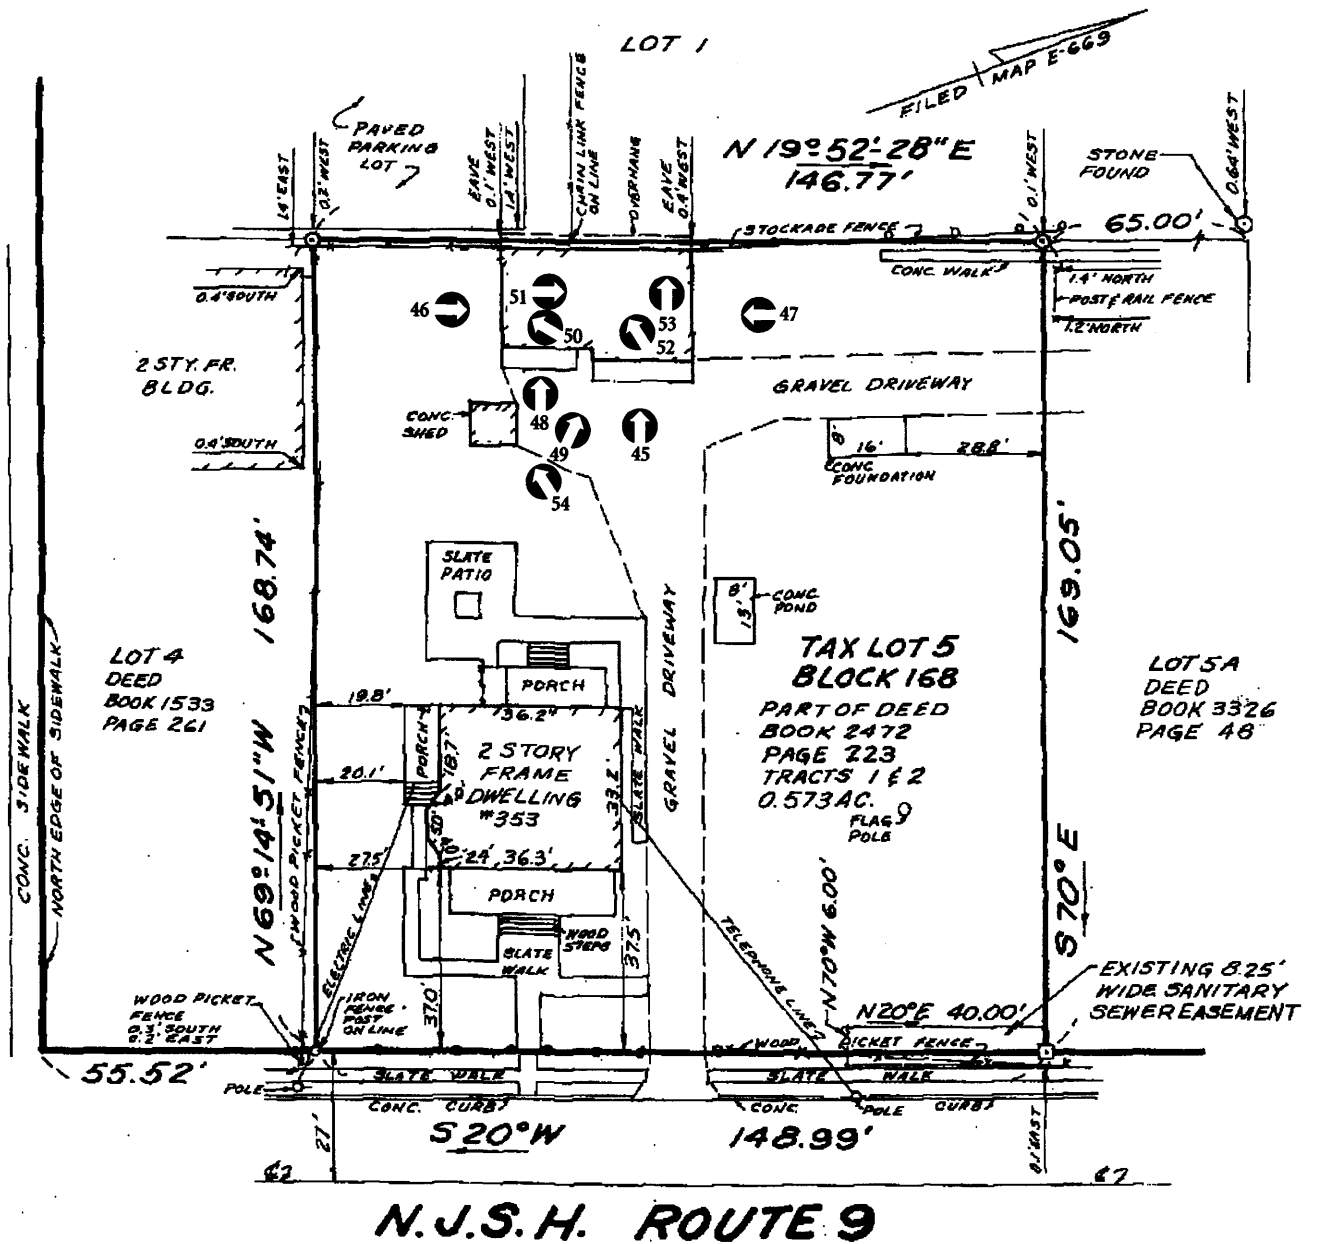 LOT 1
FILED MAP E-669
PAVED
PARKING
LOT
1.4' EAST
0.2' WEST
EAVE
0.1' WEST
1.4' WEST
CHAIN LINK FENCE
ON LINE
OVERHANG
EAVE
0.4' WEST
N 19° 52'-28" E
146.77'
0.1' WEST
STONE
FOUND
0.64' WEST
65.00'
STOCKADE FENCE
CONC. WALK
1.4' NORTH
POST & RAIL FENCE
1.2' NORTH
0.4' SOUTH
46
51
50
53
52
47
2 STY. FR.
BLDG.
0.4' SOUTH
CONC.
SHED
48
49
45
54
GRAVEL DRIVEWAY
8'
16'
28.8'
CONC
FOUNDATION
168.74'
169.05'
SLATE
PATIO
8'
13'
CONC
POND
GRAVEL DRIVEWAY
TAX LOT 5
BLOCK 168
PART OF DEED
BOOK 2472
PAGE 223
TRACTS 1 & 2
0.573 AC.
FLAG
POLE
LOT 4
DEED
BOOK 1533
PAGE 261
LOT 5A
DEED
BOOK 3326
PAGE 48
CONC. SIDEWALK
NORTH EDGE OF SIDEWALK
N 69° 14' 51" W
WOOD PICKET FENCE
19.8'
PORCH
36.2'
PORCH
18.7'
2 STORY
FRAME
DWELLING
#353
33.2'
SLATE WALK
20.1'
27.5'
24'
36.3'
PORCH
WOOD
STEPS
SLATE
WALK
37.5'
37.0'
ELECTRIC LINE
TELEPHONE LINE
N 70° W 6.00'
S 70° E
N 20° E 40.00'
EXISTING 8.25'
WIDE SANITARY
SEWER EASEMENT
WOOD PICKET
FENCE
0.3' SOUTH
0.2' EAST
IRON
FENCE
POST
ON LINE
WOOD PICKET FENCE
55.52'
POLE
SLATE WALK
SLATE WALK
CONC. CURB
CONC. CURB
POLE
27'
S 20° W
148.99'
0.1' EAST
N.J.S.H. ROUTE 9